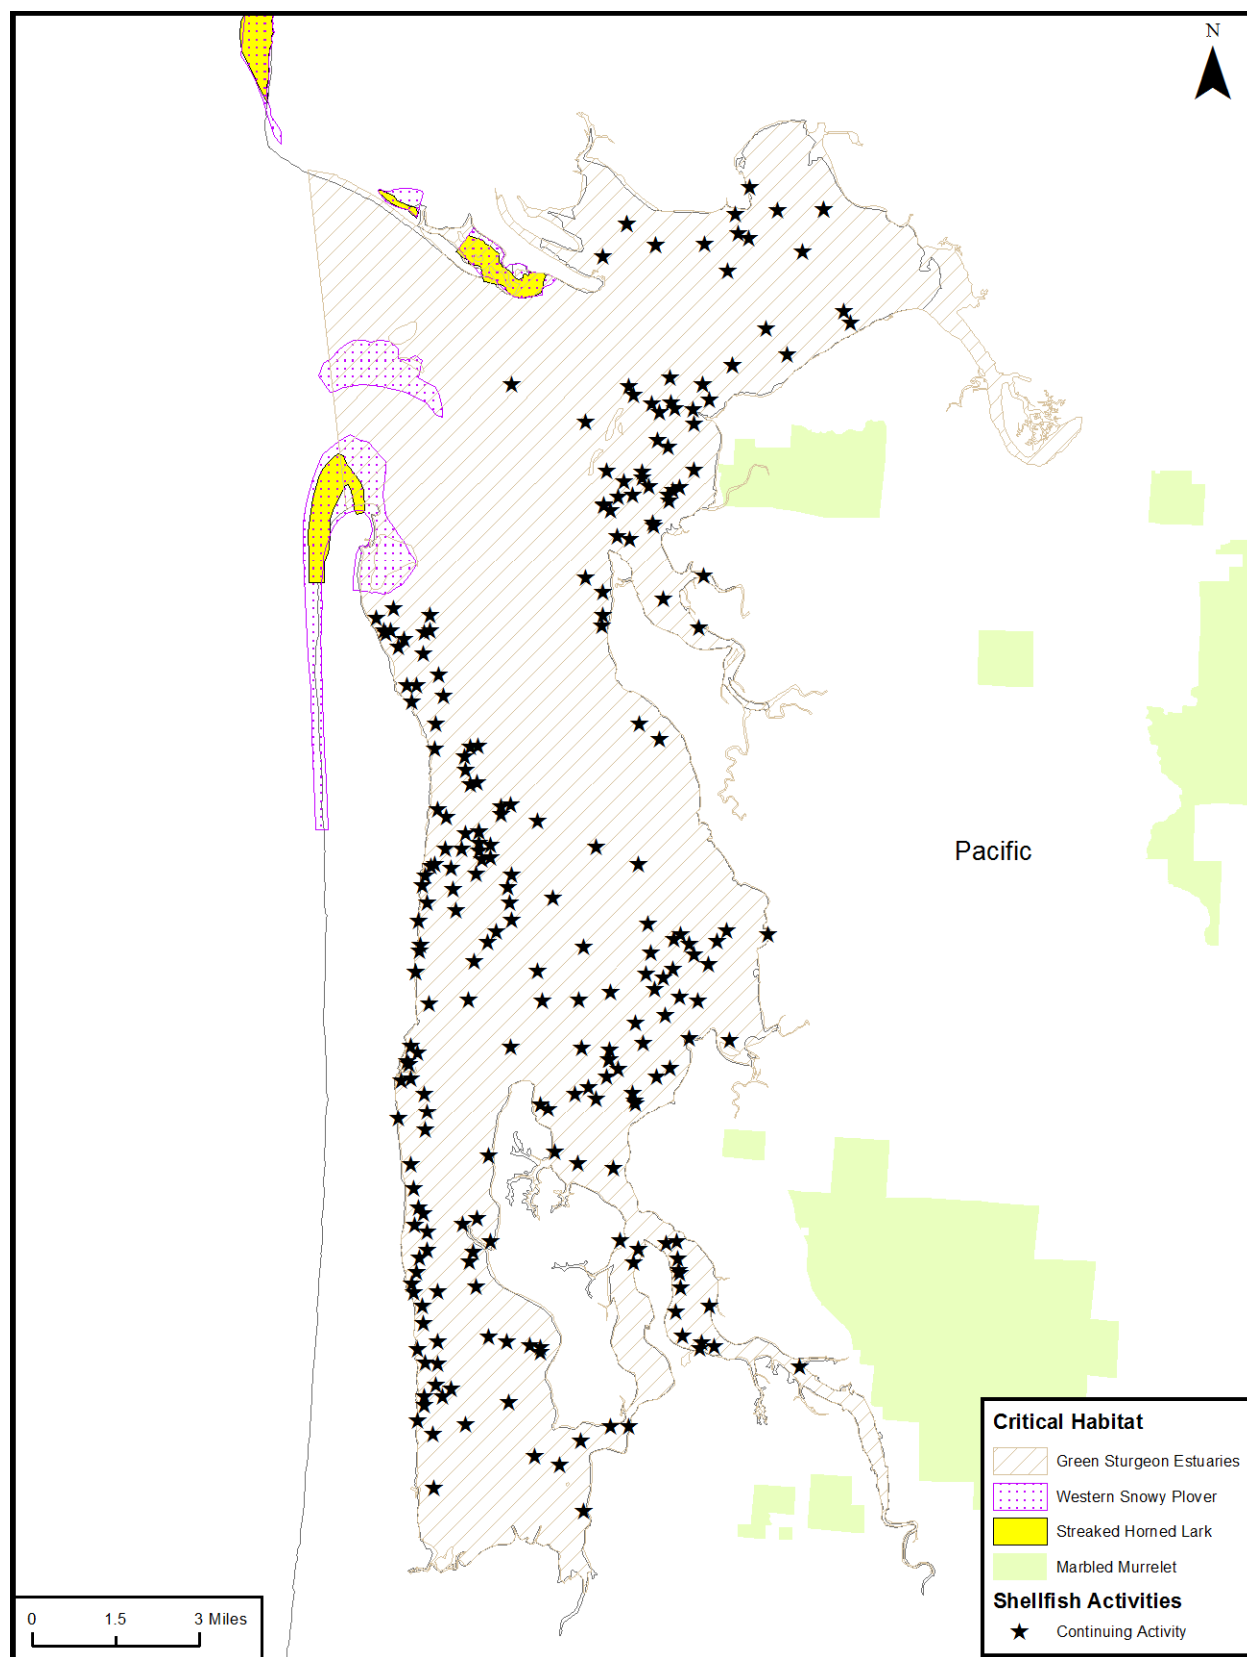 N
Pacific
Critical Habitat
Green Sturgeon Estuaries
Western Snowy Plover
Streaked Horned Lark
Marbled Murrelet
Shellfish Activities
Continuing Activity
0 1.5 3 Miles